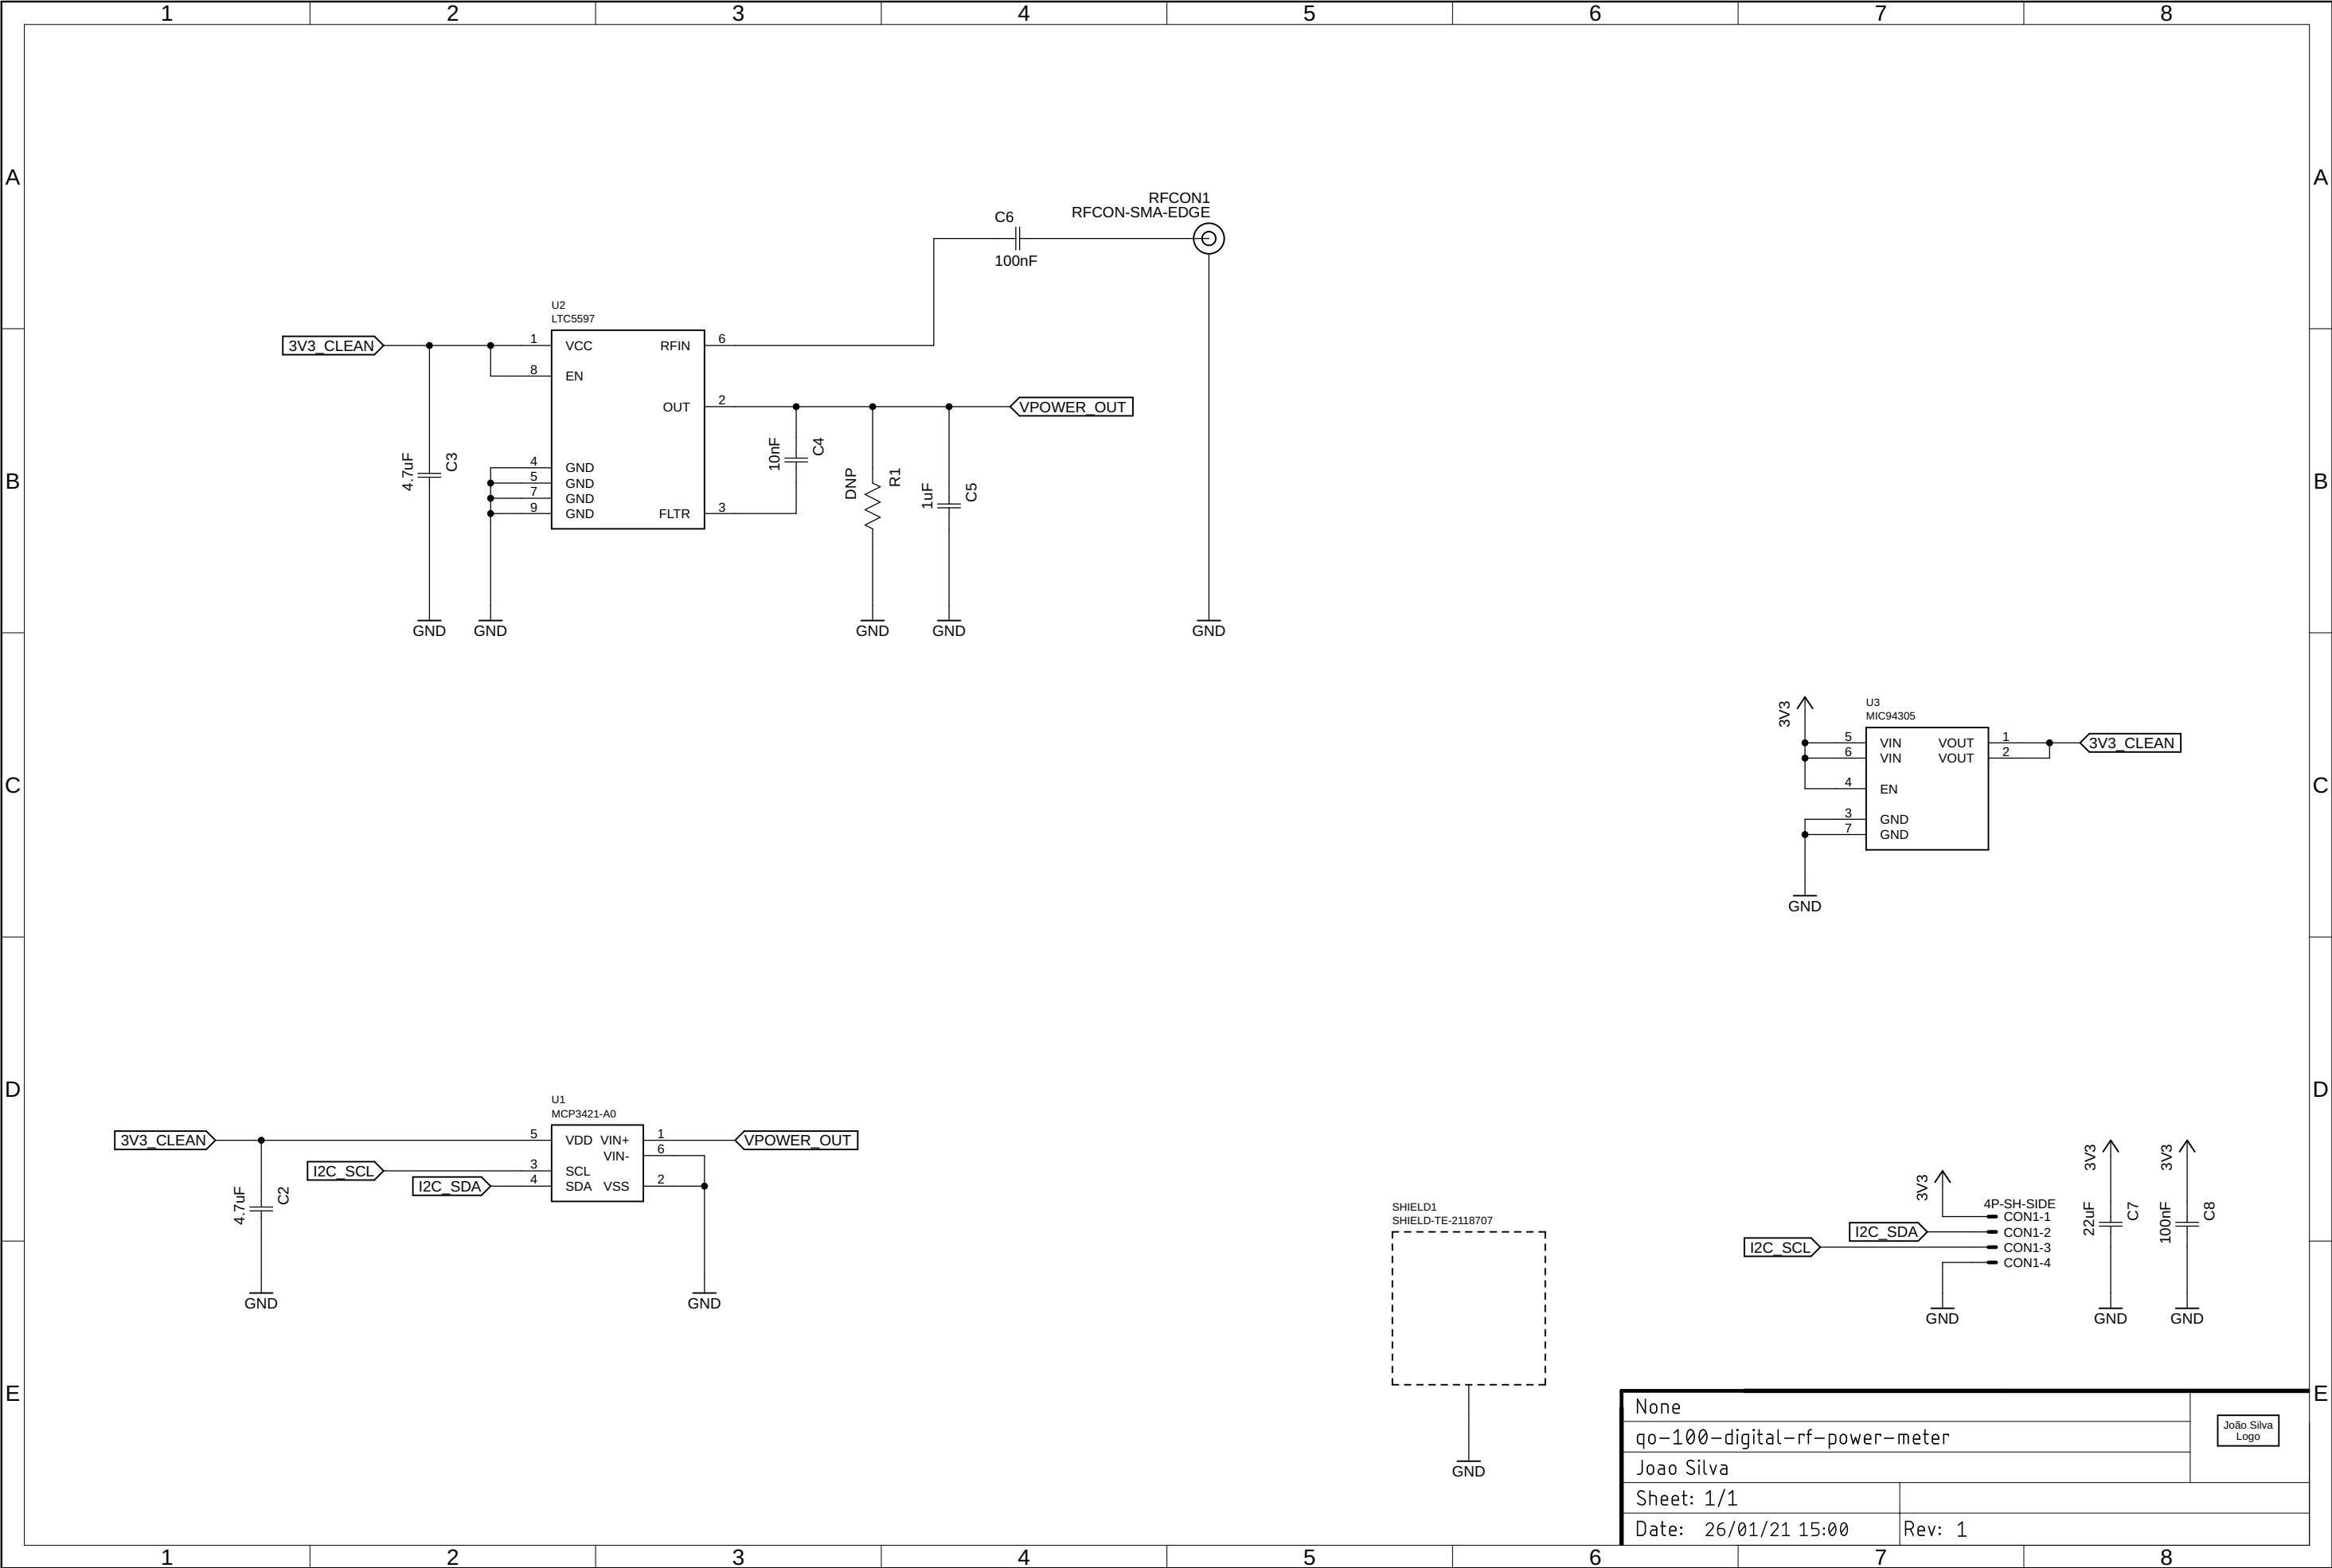 1 2 3 4 5 6 7 8
A A
RFCON1
RFCON-SMA-EDGE
C6
100nF
U2
LTC5597
3V3_CLEAN
1 VCC RFIN 6
8 EN
OUT 2
VPOWER_OUT
4 GND
5 GND
7 GND
9 GND FLTR 3
4.7uF C3
10nF C4
DNP R1
1uF C5
B B
GND GND GND GND GND
U3
MIC94305
3V3
5 VIN VOUT 1
6 VIN VOUT 2
3V3_CLEAN
4 EN
3 GND
7 GND
GND
C C
U1
MCP3421-A0
3V3_CLEAN
5 VDD VIN+ 1
VPOWER_OUT
VIN- 6
I2C_SCL
3 SCL
I2C_SDA
4 SDA VSS 2
4.7uF C2
GND GND
D D
SHIELD1
SHIELD-TE-2118707
GND
3V3
4P-SH-SIDE
CON1-1
I2C_SDA
CON1-2
I2C_SCL
CON1-3
CON1-4
GND
3V3
22uF C7
GND
3V3
100nF C8
GND
E E
None
qo-100-digital-rf-power-meter
Joao Silva
João Silva
Logo
Sheet: 1/1
Date: 26/01/21 15:00
Rev: 1
1 2 3 4 5 6 7 8